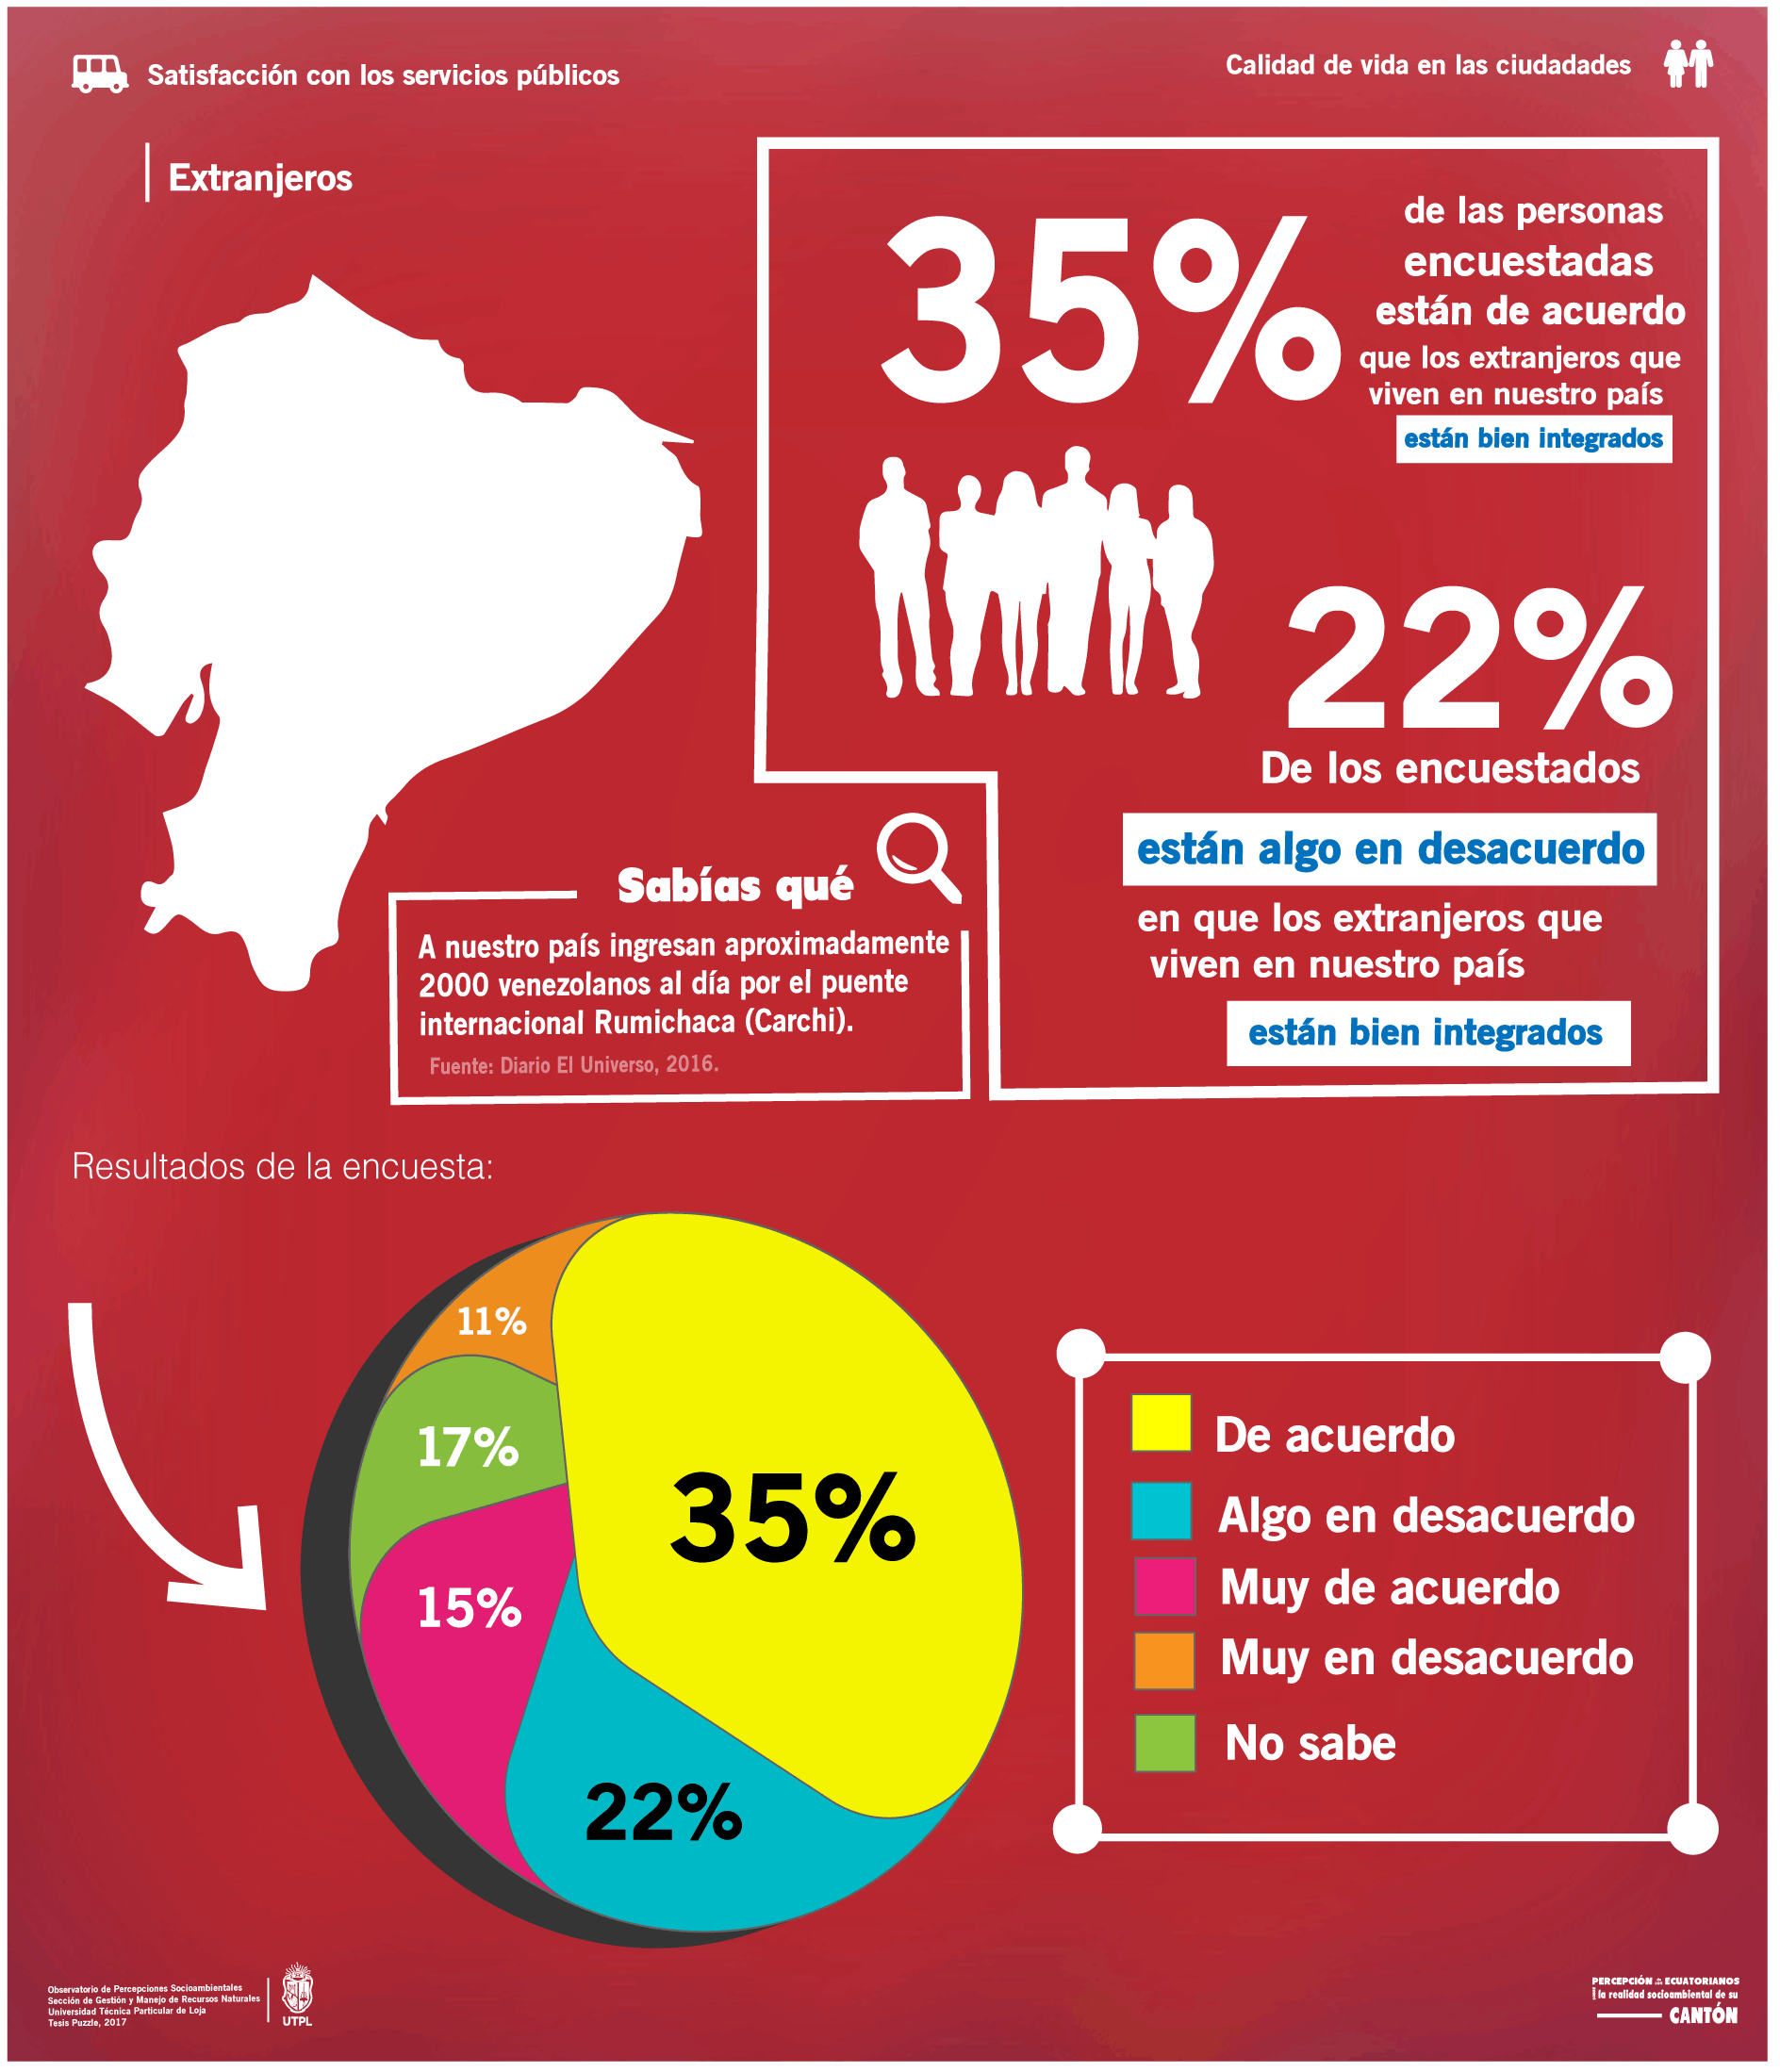 Satisfacción con los servicios públicos
Calidad de vida en las ciudadades
Extranjeros
35%
de las personas
encuestadas
están de acuerdo
que los extranjeros que
viven en nuestro país
están bien integrados
22%
De los encuestados
están algo en desacuerdo
en que los extranjeros que
viven en nuestro país
están bien integrados
Sabías qué
A nuestro país ingresan aproximadamente
2000 venezolanos al día por el puente
internacional Rumichaca (Carchi).
Fuente: Diario El Universo, 2016.
Resultados de la encuesta:
11%
17%
35%
15%
22%
De acuerdo
Algo en desacuerdo
Muy de acuerdo
Muy en desacuerdo
No sabe
Observatorio de Percepciones Socioambientales
Sección de Gestión y Manejo de Recursos Naturales
Universidad Técnica Particular de Loja
Tesis Puzzle, 2017
UTPL
PERCEPCIÓN ECUATORIANOS
la realidad socioambiental de su
CANTÓN